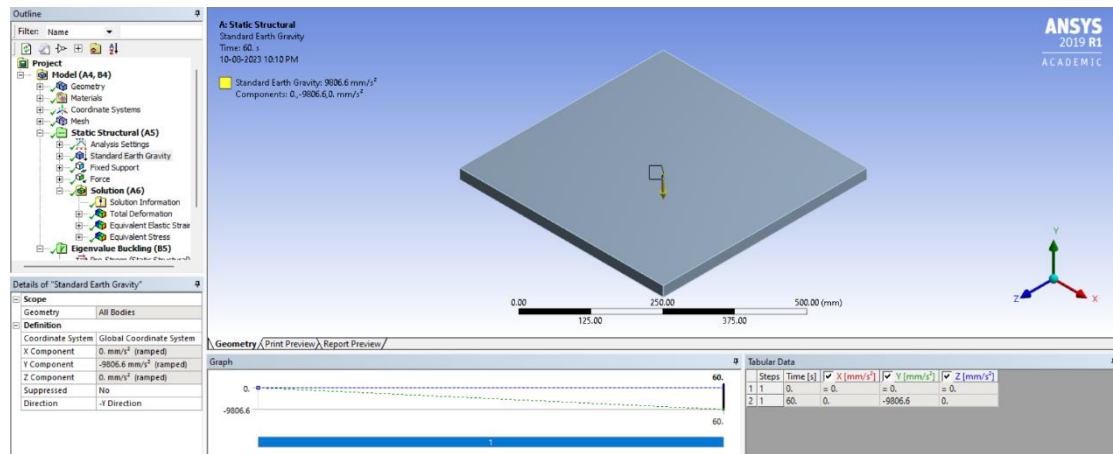 Outline
Filter: Name
Project
Model (A4, B4)
Geometry
Materials
Coordinate Systems
Mesh
Static Structural (A5)
Analysis Settings
Standard Earth Gravity
Fixed Support
Force
Solution (A6)
Solution Information
Total Deformation
Equivalent Elastic Strain
Equivalent Stress
Eigenvalue Buckling (B5)
Details of "Standard Earth Gravity"
Scope
Geometry All Bodies
Definition
Coordinate System Global Coordinate System
X Component 0. mm/s² (ramped)
Y Component -9806.6 mm/s² (ramped)
Z Component 0. mm/s² (ramped)
Suppressed No
Direction -Y Direction
A: Static Structural
Standard Earth Gravity
Time: 60. s
10-08-2023 10:10 PM
Standard Earth Gravity: 9806.6 mm/s²
Components: 0.,-9806.6,0. mm/s²
ANSYS
2019 R1
ACADEMIC
Y
Z X
0.00 250.00 500.00 (mm)
125.00 375.00
Geometry Print Preview Report Preview
Graph
60.
0.
-9806.6
60.
1
Tabular Data
Steps Time [s] X [mm/s²] Y [mm/s²] Z [mm/s²]
1 1 0. = 0. = 0. = 0.
2 1 60. 0. -9806.6 0.